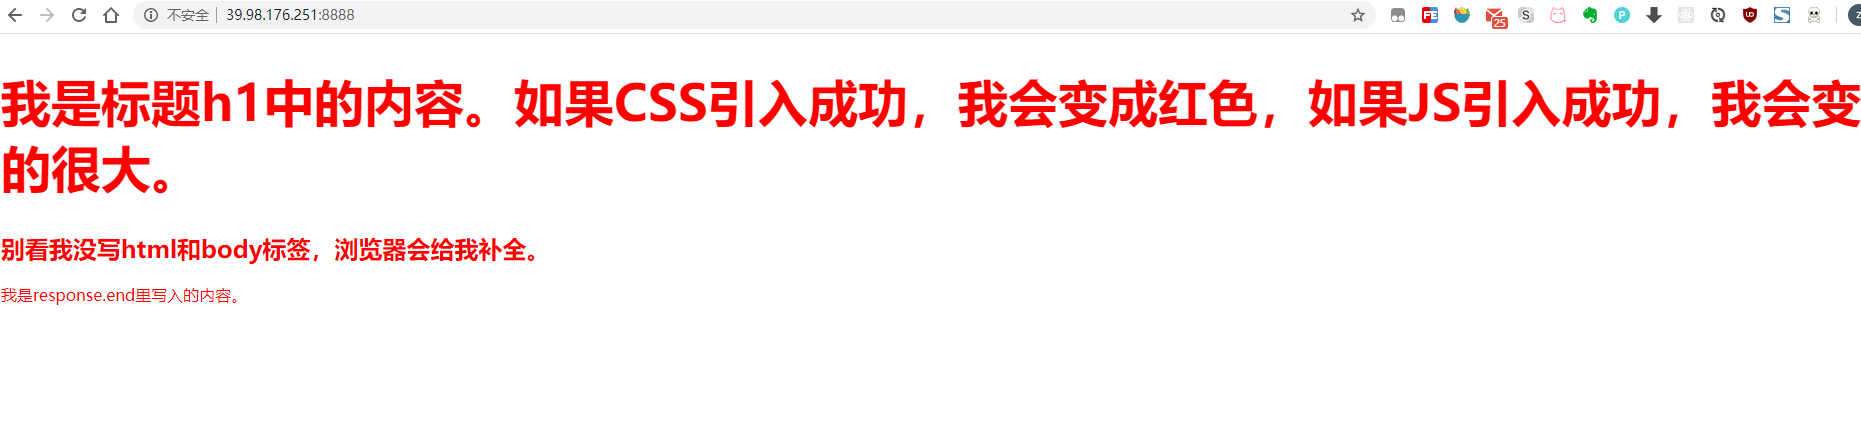 不安全 | 39.98.176.251:8888
FE 25 S P UD S z
我是标题h1中的内容。如果CSS引入成功，我会变成红色，如果JS引入成功，我会变
的很大。
别看我没写html和body标签，浏览器会给我补全。
我是response.end里写入的内容。